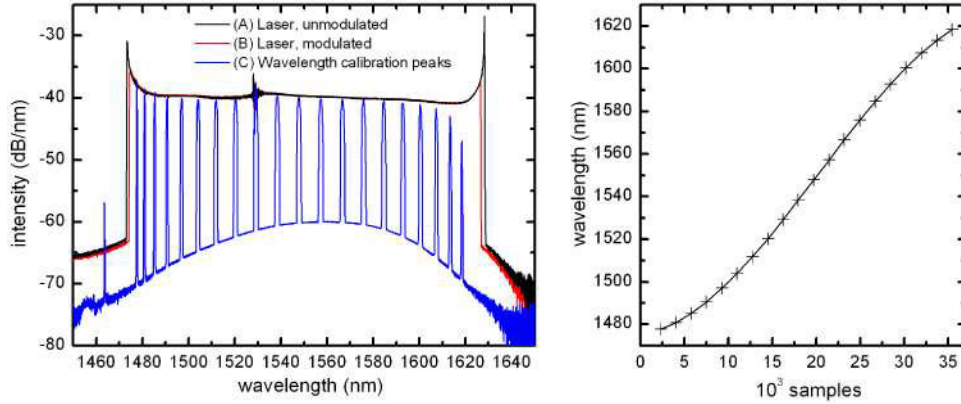 (A) Laser, unmodulated
(B) Laser, modulated
(C) Wavelength calibration peaks
-30
-40
-50
-60
-70
-80
intensity (dB/nm)
1460 1480 1500 1520 1540 1560 1580 1600 1620 1640
wavelength (nm)
1620
1600
1580
1560
1540
1520
1500
1480
wavelength (nm)
0 5 10 15 20 25 30 35
10³ samples